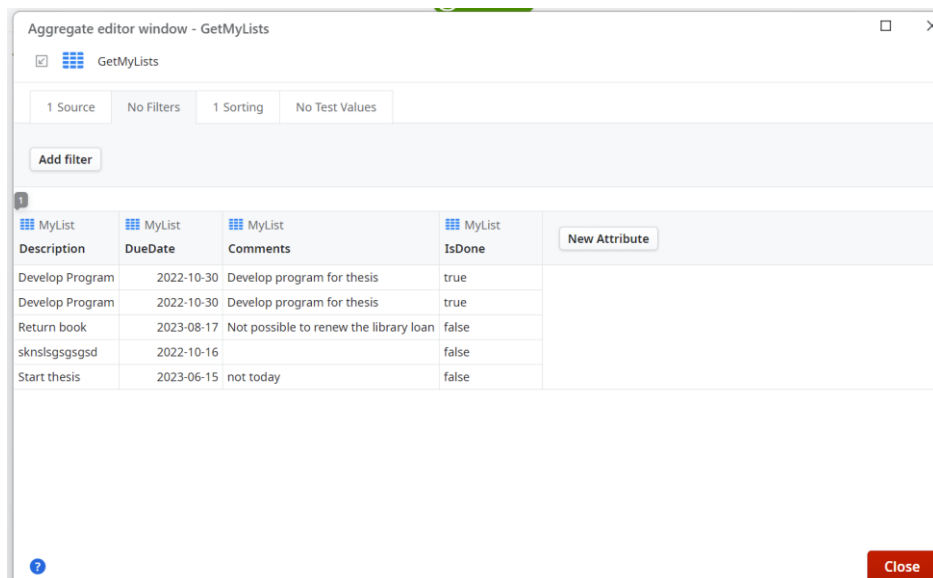 Aggregate editor window - GetMyLists
GetMyLists
1 Source No Filters 1 Sorting No Test Values
Add filter
1
MyList MyList MyList MyList
Description DueDate Comments IsDone New Attribute
Develop Program 2022-10-30 Develop program for thesis true
Develop Program 2022-10-30 Develop program for thesis true
Return book 2023-08-17 Not possible to renew the library loan false
sknslsgsgsgsd 2022-10-16 false
Start thesis 2023-06-15 not today false
? Close